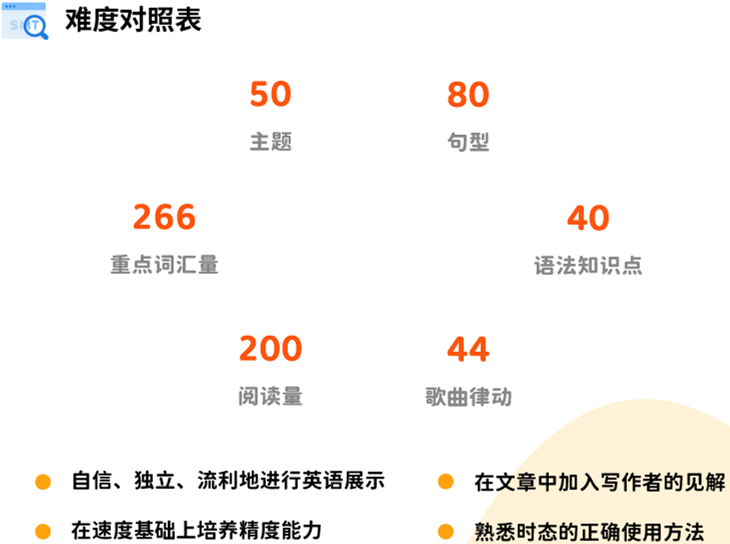 SMT
难度对照表
50 80
主题 句型
266 40
重点词汇量 语法知识点
200 44
阅读量 歌曲律动
自信、独立、流利地进行英语展示 在文章中加入写作者的见解
在速度基础上培养精度能力 熟悉时态的正确使用方法